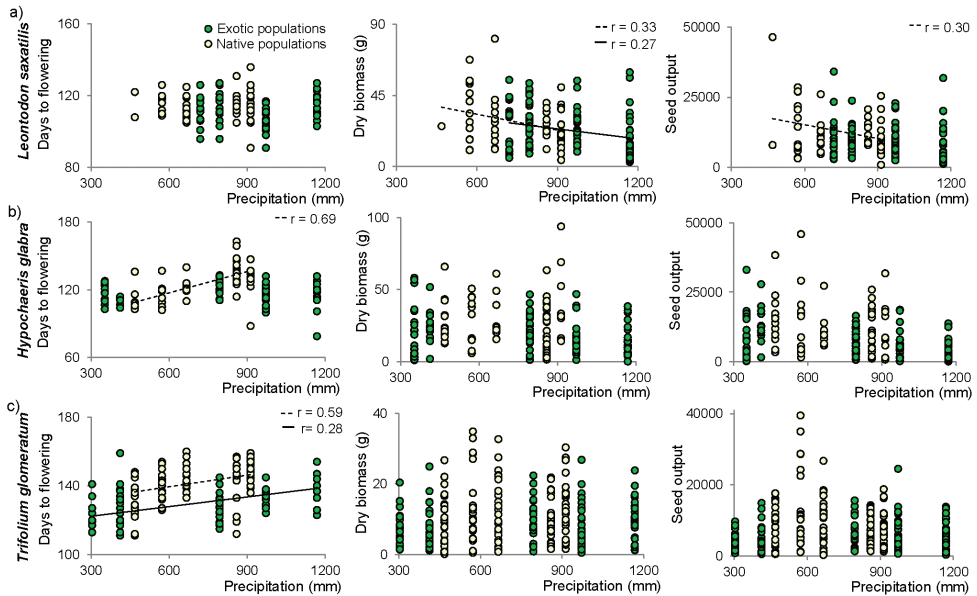 a)
Leontodon saxatilis
Days to flowering
160
120
80
300 600 900 1200
Precipitation (mm)
Exotic populations
Native populations
Dry biomass (g)
90
45
0
300 600 900 1200
Precipitation (mm)
r = 0.33
r = 0.27
Seed output
50000
25000
0
300 600 900 1200
Precipitation (mm)
r = 0.30
b)
Hypochaeris glabra
Days to flowering
180
120
60
300 600 900 1200
Precipitation (mm)
r = 0.69
Dry biomass (g)
100
50
0
300 600 900 1200
Precipitation (mm)
Seed output
50000
25000
0
300 600 900 1200
Precipitation (mm)
c)
Trifolium glomeratum
Days to flowering
180
140
100
300 600 900 1200
Precipitation (mm)
r = 0.59
r= 0.28
Dry biomass (g)
40
20
0
300 600 900 1200
Precipitation (mm)
Seed output
40000
20000
0
300 600 900 1200
Precipitation (mm)